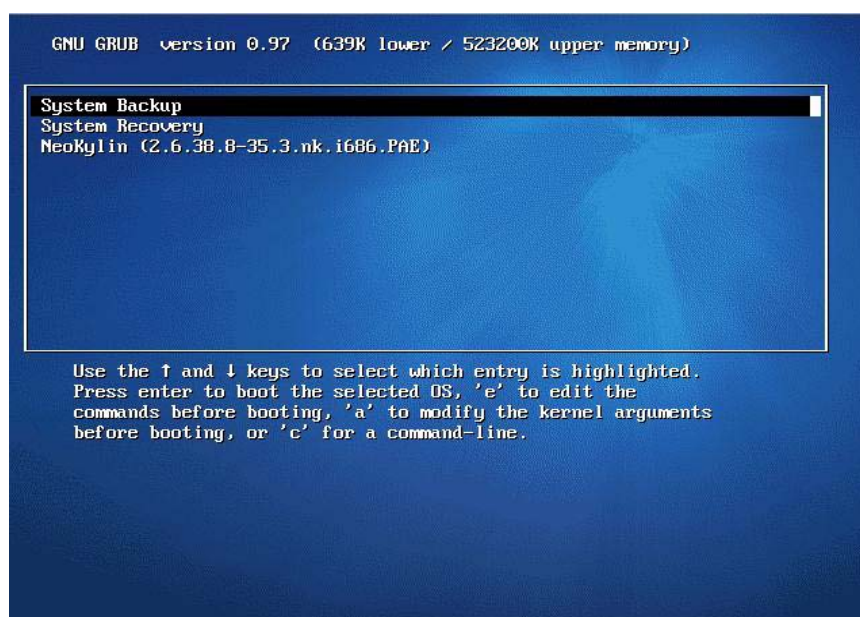 GNU GRUB  version 0.97  (639K lower / 523200K upper memory)
System Backup
System Recovery
NeoKylin (2.6.38.8-35.3.nk.i686.PAE)
Use the ↑ and ↓ keys to select which entry is highlighted.
Press enter to boot the selected OS, 'e' to edit the
commands before booting, 'a' to modify the kernel arguments
before booting, or 'c' for a command-line.